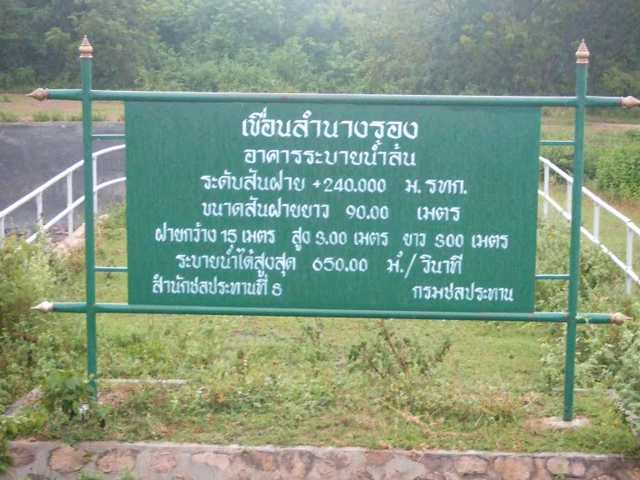 เขื่อนลำนางรอง
อาคารระบายน้ำล้น
ระดับสันฝาย +240.000 ม. รทก.
ขนาดสันฝายยาว 90.00 เมตร
ฝายกว้าง 15 เมตร สูง 3.00 เมตร ยาว 300 เมตร
ระบายน้ำได้สูงสุด 650.00 ม.³/วินาที
สำนักชลประทานที่ 8 กรมชลประทาน